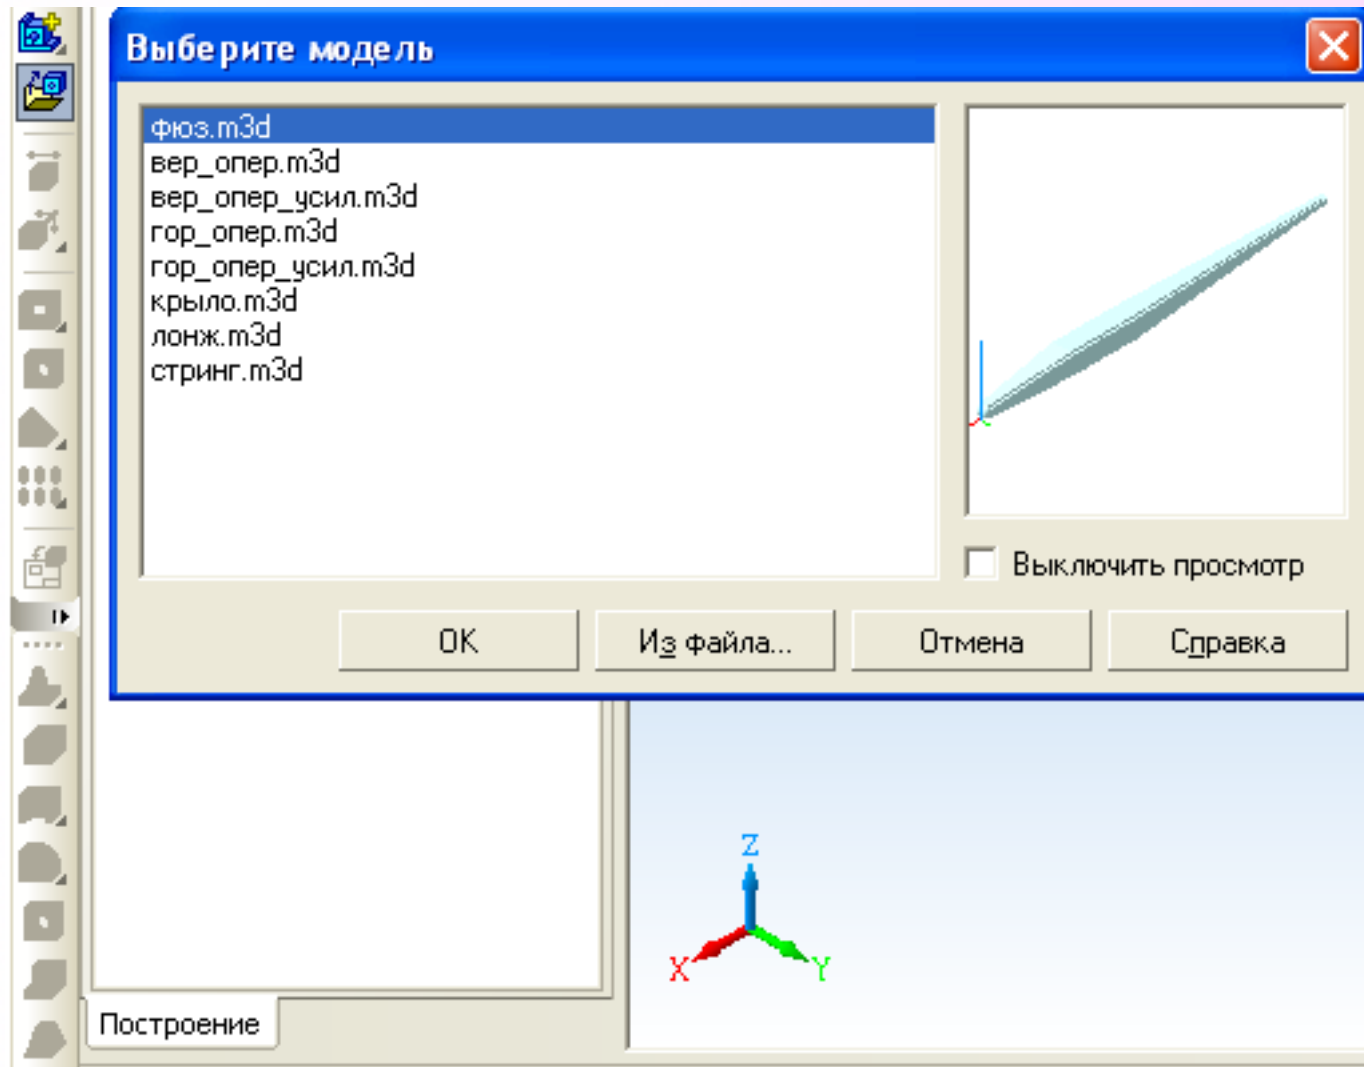 Выберите модель
фюз.m3d
вер_опер.m3d
вер_опер_усил.m3d
гор_опер.m3d
гор_опер_усил.m3d
крыло.m3d
лонж.m3d
стринг.m3d
Выключить просмотр
OK
Из файла...
Отмена
Справка
Z
X
Y
Построение